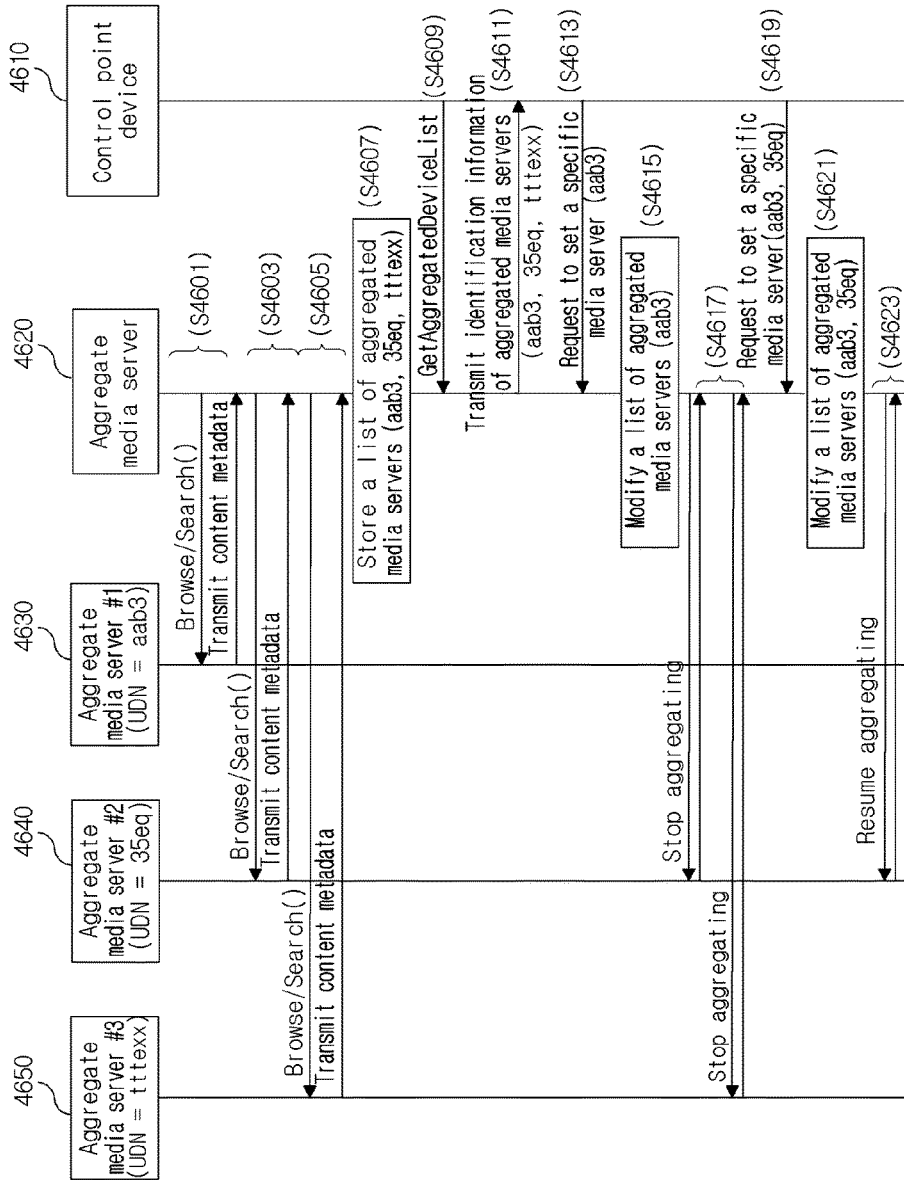 4650
Aggregate
media server #3
(UDN = tttexx)
4640
Aggregate
media server #2
(UDN = 35eq)
4630
Aggregate
media server #1
(UDN = aab3)
4620
Aggregate
media server
4610
Control point
device
Browse/Search()
(S4601)
Transmit content metadata
Browse/Search()
(S4603)
Transmit content metadata
Browse/Search()
(S4605)
Transmit content metadata
Store a list of aggregated
media servers (aab3, 35eq, tttexx)
(S4607)
GetAggregatedDeviceList
(S4609)
Transmit identification information
of aggregated media servers
(aab3, 35eq, tttexx)
(S4611)
Request to set a specific
media server (aab3)
(S4613)
Modify a list of aggregated
media servers (aab3)
(S4615)
Stop aggregating
(S4617)
Stop aggregating
Request to set a specific
media server(aab3, 35eq)
(S4619)
Modify a list of aggregated
media servers (aab3, 35eq)
(S4621)
Resume aggregating
(S4623)